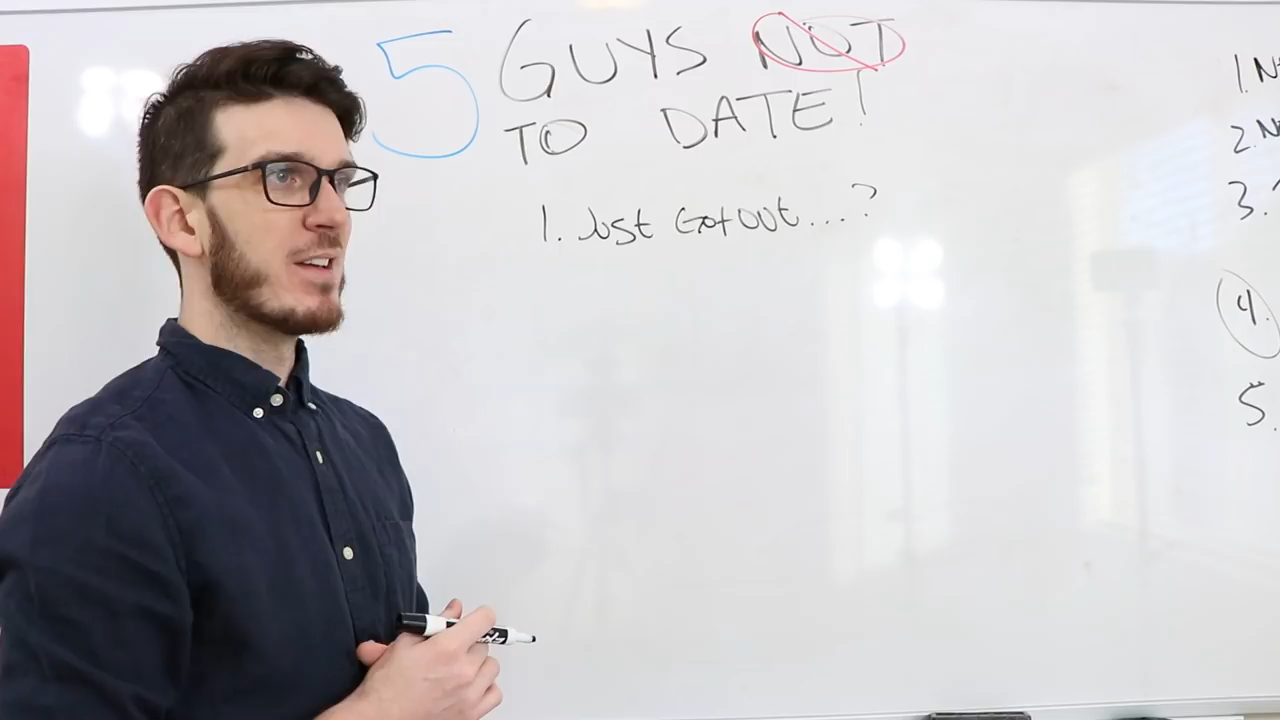 5 GUYS NOT
TO DATE!
1. Just Got out....?
1. N
2. N
3.
4.
5.